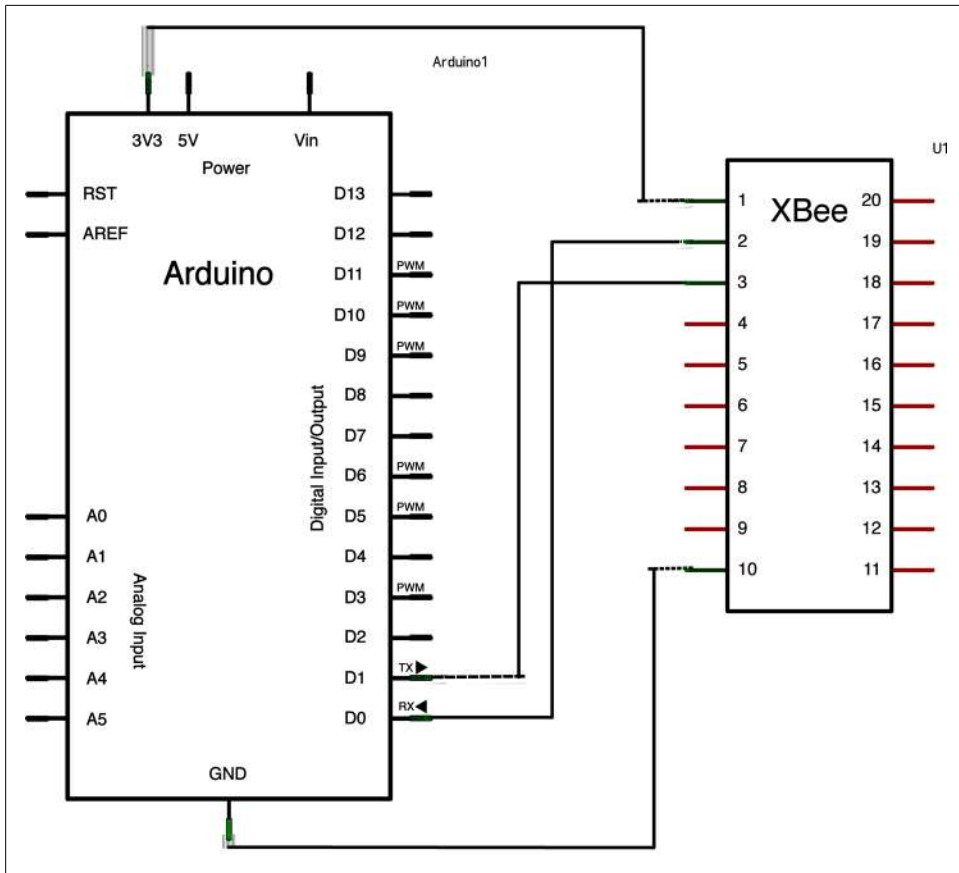 Arduino1
3V3 5V Vin
Power
U1
RST D13
AREF D12
Arduino
D11 PWM
D10 PWM
D9 PWM
D8
D7
D6 PWM
A0 D5 PWM
A1 D4
A2 D3 PWM
A3 D2
A4 D1 TX
A5 D0 RX
Digital Input/Output
Analog Input
GND
XBee
1 20
2 19
3 18
4 17
5 16
6 15
7 14
8 13
9 12
10 11